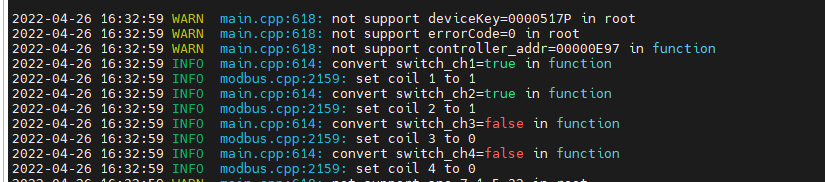 2022-04-26 16:32:59 WARN main.cpp:618: not support deviceKey=0000517P in root
2022-04-26 16:32:59 WARN main.cpp:618: not support errorCode=0 in root
2022-04-26 16:32:59 WARN main.cpp:618: not support controller_addr=00000E97 in function
2022-04-26 16:32:59 INFO main.cpp:614: convert switch_ch1=true in function
2022-04-26 16:32:59 INFO modbus.cpp:2159: set coil 1 to 1
2022-04-26 16:32:59 INFO main.cpp:614: convert switch_ch2=true in function
2022-04-26 16:32:59 INFO modbus.cpp:2159: set coil 2 to 1
2022-04-26 16:32:59 INFO main.cpp:614: convert switch_ch3=false in function
2022-04-26 16:32:59 INFO modbus.cpp:2159: set coil 3 to 0
2022-04-26 16:32:59 INFO main.cpp:614: convert switch_ch4=false in function
2022-04-26 16:32:59 INFO modbus.cpp:2159: set coil 4 to 0